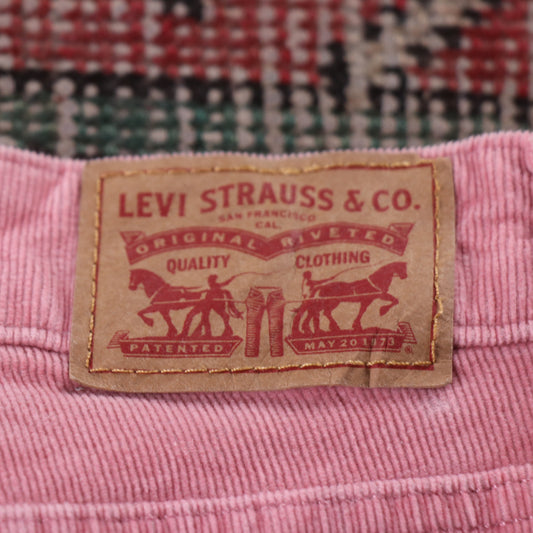 LEVI STRAUSS & CO.
SAN FRANCISCO
CAL.
ORIGINAL RIVETED
QUALITY CLOTHING
PATENTED MAY 20 1873
®